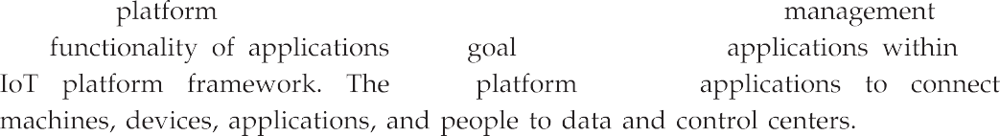 platform management
functionality of applications goal applications within
IoT platform framework. The platform applications to connect
machines, devices, applications, and people to data and control centers.